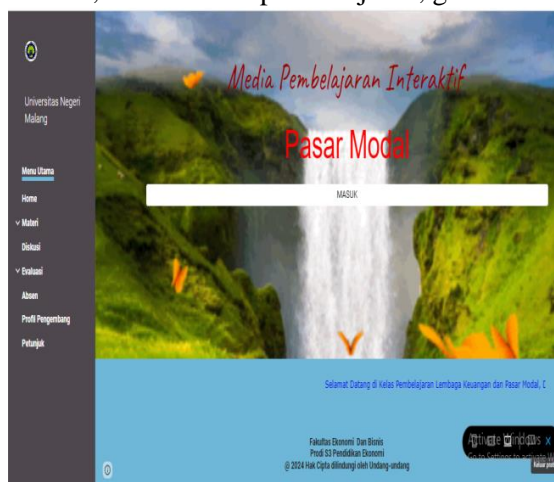 Universitas Negeri
Malang
Menu Utama
Home
Materi
Diskusi
Evaluasi
Absen
Profil Pengembang
Petunjuk
Media Pembelajaran Interaktif
Pasar Modal
MASUK
Selamat Datang di Kelas Pembelajaran Lembaga Keuangan dan Pasar Modal, D
Fakultas Ekonomi Dan Bisnis
Prodi S3 Pendidikan Ekonomi
@ 2024 Hak Cipta dilindungi oleh Undang-undang
Activate Windows
Go to Settings to activate W